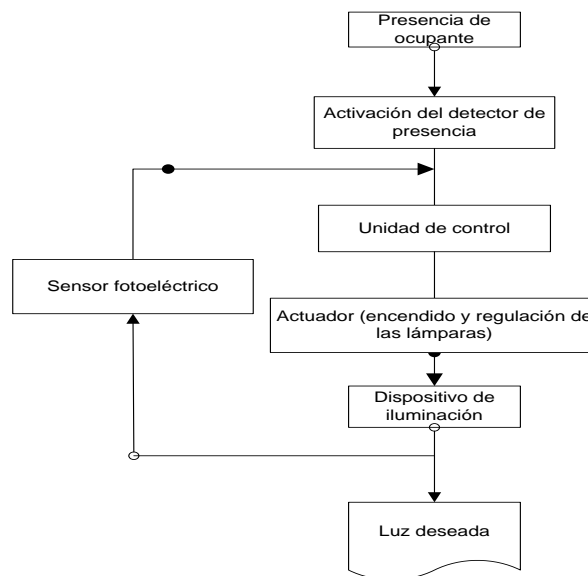 Presencia de
ocupante
Activación del detector de
presencia
Unidad de control
Sensor fotoeléctrico
Actuador (encendido y regulación de
las lámparas)
Dispositivo de
iluminación
Luz deseada